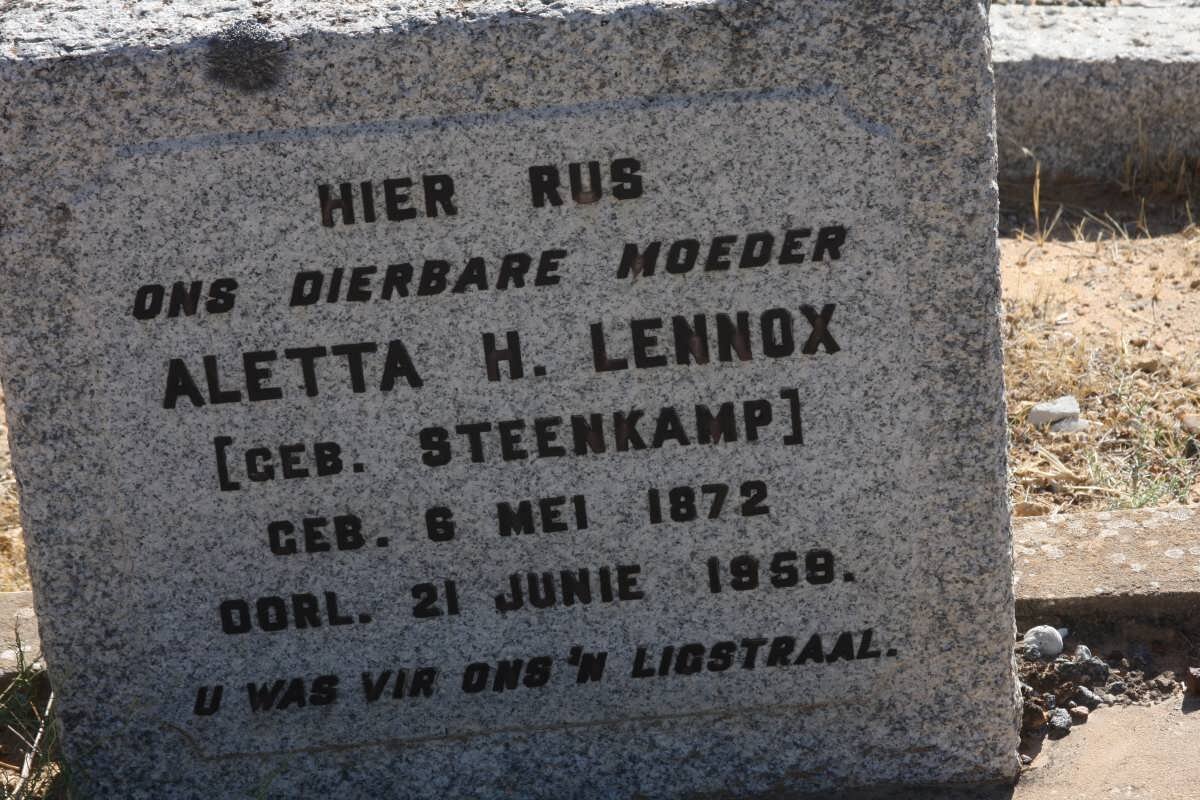 HIER RUS
ONS DIERBARE MOEDER
ALETTA H. LENNOX
[GEB. STEENKAMP]
GEB. 6 MEI 1872
OORL. 21 JUNIE 1959.
U WAS VIR ONS 'N LIGSTRAAL.